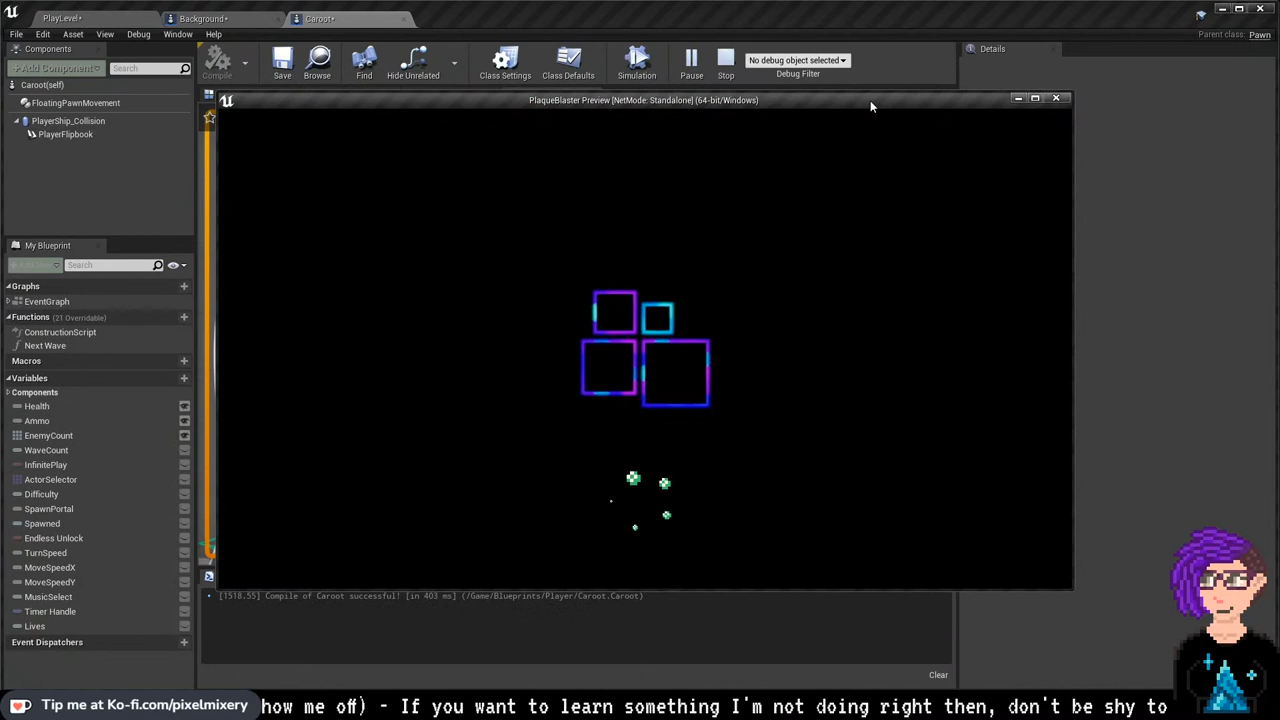 PlayLevel*
Background*
Caroot*
File Edit Asset View Debug Window Help
Parent class: Pawn
Components
Details
Add Component
Search
Compile
Save
Browse
Find
Hide Unrelated
Class Settings
Class Defaults
Simulation
Pause
Stop
No debug object selected
Debug Filter
Caroot(self)
FloatingPawnMovement
PlayerShip_Collision
PlayerFlipbook
PlaqueBlaster Preview [NetMode: Standalone] (64-bit/Windows)
My Blueprint
Search
Graphs
EventGraph
Functions (21 Overridable)
ConstructionScript
Next Wave
Macros
Variables
Components
Health
Ammo
EnemyCount
WaveCount
InfinitePlay
ActorSelector
Difficulty
SpawnPortal
Spawned
Endless Unlock
TurnSpeed
MoveSpeedX
MoveSpeedY
MusicSelect
Timer Handle
Lives
Event Dispatchers
[1518.55] Compile of Caroot successful! [in 403 ms] (/Game/Blueprints/Player/Caroot.Caroot)
Clear
Tip me at Ko-fi.com/pixelmixery
how me off) - If you want to learn something I'm not doing right then, don't be shy to